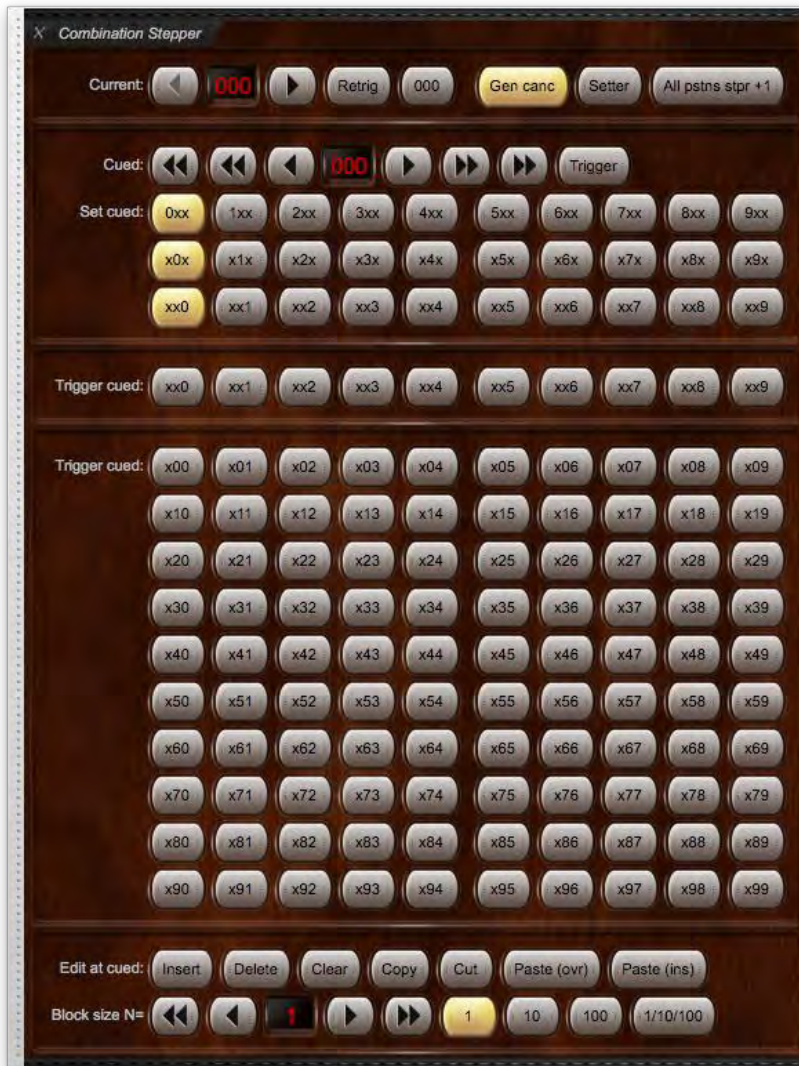 X Combination Stepper
Current: 000 Retrig 000 Gen canc Setter All pstns stpr +1
Cued: 000 Trigger
Set cued: 0xx 1xx 2xx 3xx 4xx 5xx 6xx 7xx 8xx 9xx
x0x x1x x2x x3x x4x x5x x6x x7x x8x x9x
xx0 xx1 xx2 xx3 xx4 xx5 xx6 xx7 xx8 xx9
Trigger cued: xx0 xx1 xx2 xx3 xx4 xx5 xx6 xx7 xx8 xx9
Trigger cued: x00 x01 x02 x03 x04 x05 x06 x07 x08 x09
x10 x11 x12 x13 x14 x15 x16 x17 x18 x19
x20 x21 x22 x23 x24 x25 x26 x27 x28 x29
x30 x31 x32 x33 x34 x35 x36 x37 x38 x39
x40 x41 x42 x43 x44 x45 x46 x47 x48 x49
x50 x51 x52 x53 x54 x55 x56 x57 x58 x59
x60 x61 x62 x63 x64 x65 x66 x67 x68 x69
x70 x71 x72 x73 x74 x75 x76 x77 x78 x79
x80 x81 x82 x83 x84 x85 x86 x87 x88 x89
x90 x91 x92 x93 x94 x95 x96 x97 x98 x99
Edit at cued: Insert Delete Clear Copy Cut Paste (ovr) Paste (ins)
Block size N= 1 1 10 100 1/10/100